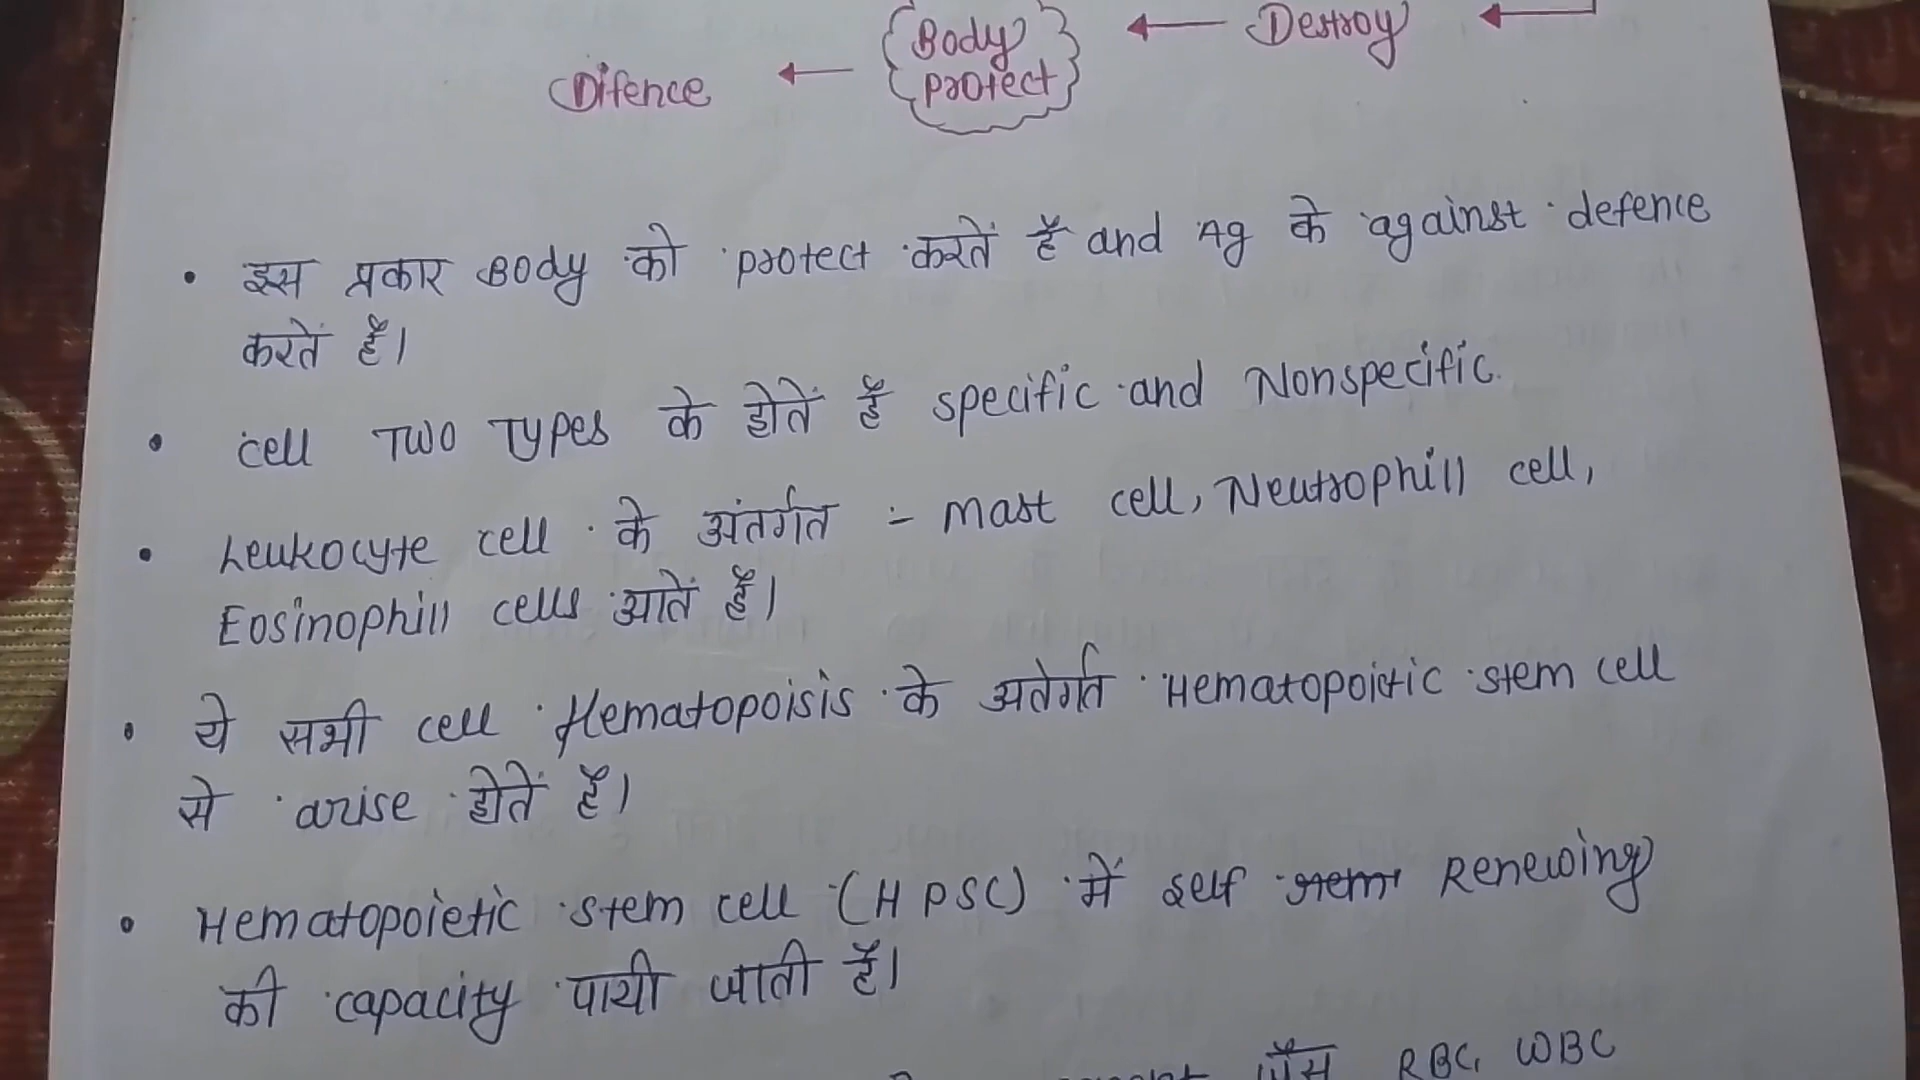 Difence ← Body protect ← Destroy ←
• इस प्रकार Body को protect करतें हैं and Ag के against defence
करतें हैं।
• cell Two Types के होतें हैं specific and Nonspecific.
• Leukocyte cell के अंतर्गत :- mast cell, Neutrophill cell,
Eosinophill cells आतें हैं।
• ये सभी cell Hematopoisis के अतेर्गत Hematopoietic stem cell
से arise होतें हैं।
• Hematopoietic stem cell (HPSC) में self Renewing
की capacity पायी जाती हैं।
RBC, WBC